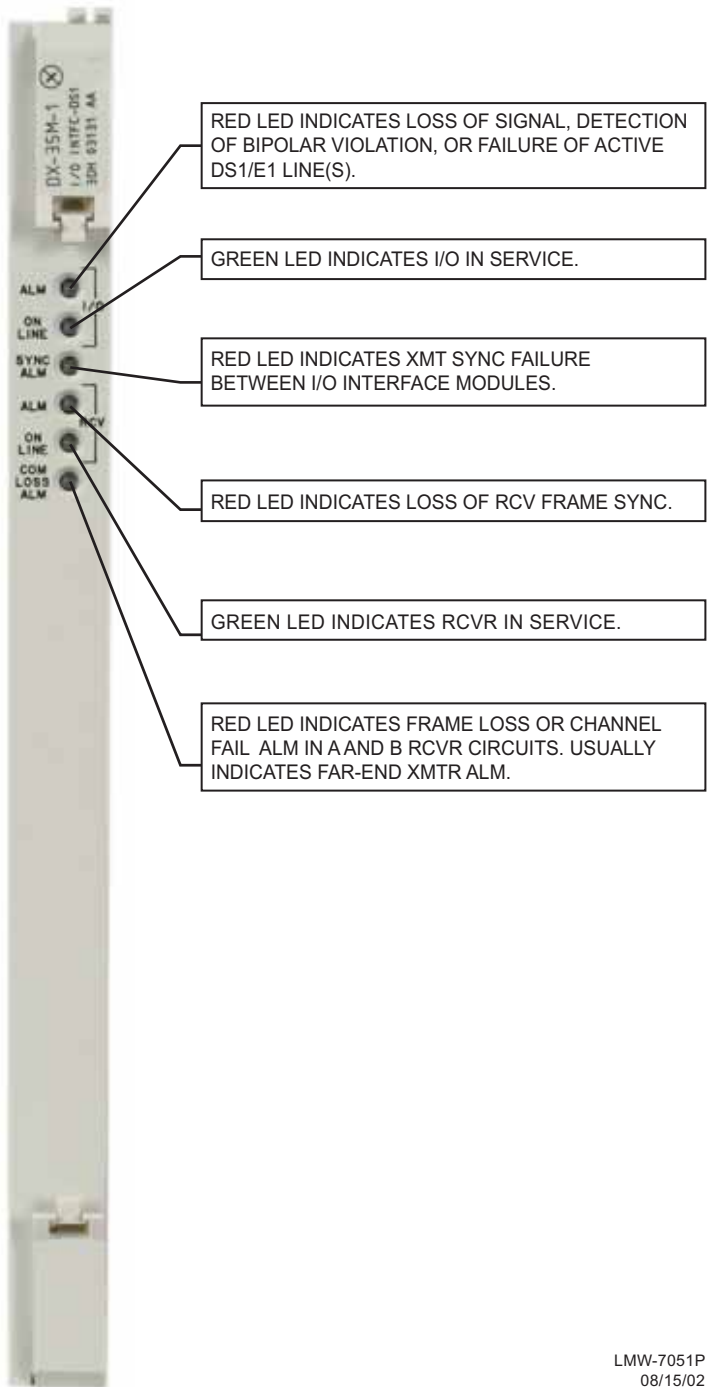 DX-35M-1
I/O INTFC-DS1
3DH 03131 AA
RED LED INDICATES LOSS OF SIGNAL, DETECTION
OF BIPOLAR VIOLATION, OR FAILURE OF ACTIVE
DS1/E1 LINE(S).
GREEN LED INDICATES I/O IN SERVICE.
RED LED INDICATES XMT SYNC FAILURE
BETWEEN I/O INTERFACE MODULES.
RED LED INDICATES LOSS OF RCV FRAME SYNC.
GREEN LED INDICATES RCVR IN SERVICE.
RED LED INDICATES FRAME LOSS OR CHANNEL
FAIL ALM IN A AND B RCVR CIRCUITS. USUALLY
INDICATES FAR-END XMTR ALM.
ALM
I/O
ON
LINE
SYNC
ALM
ALM
RCV
ON
LINE
COM
LOSS
ALM
LMW-7051P
08/15/02